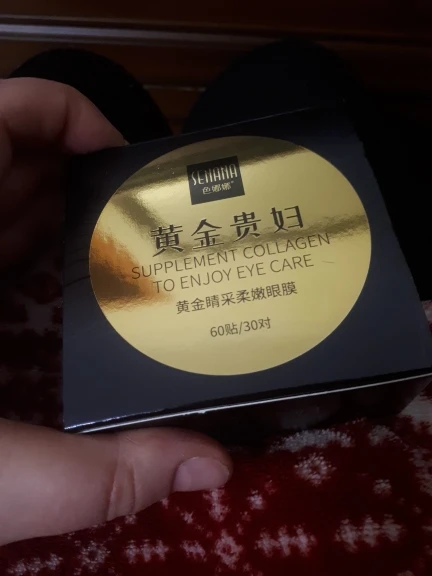 SENANA
色娜娜
黄金贵妇
SUPPLEMENT COLLAGEN
TO ENJOY EYE CARE
黄金睛采柔嫩眼膜
60贴/30对